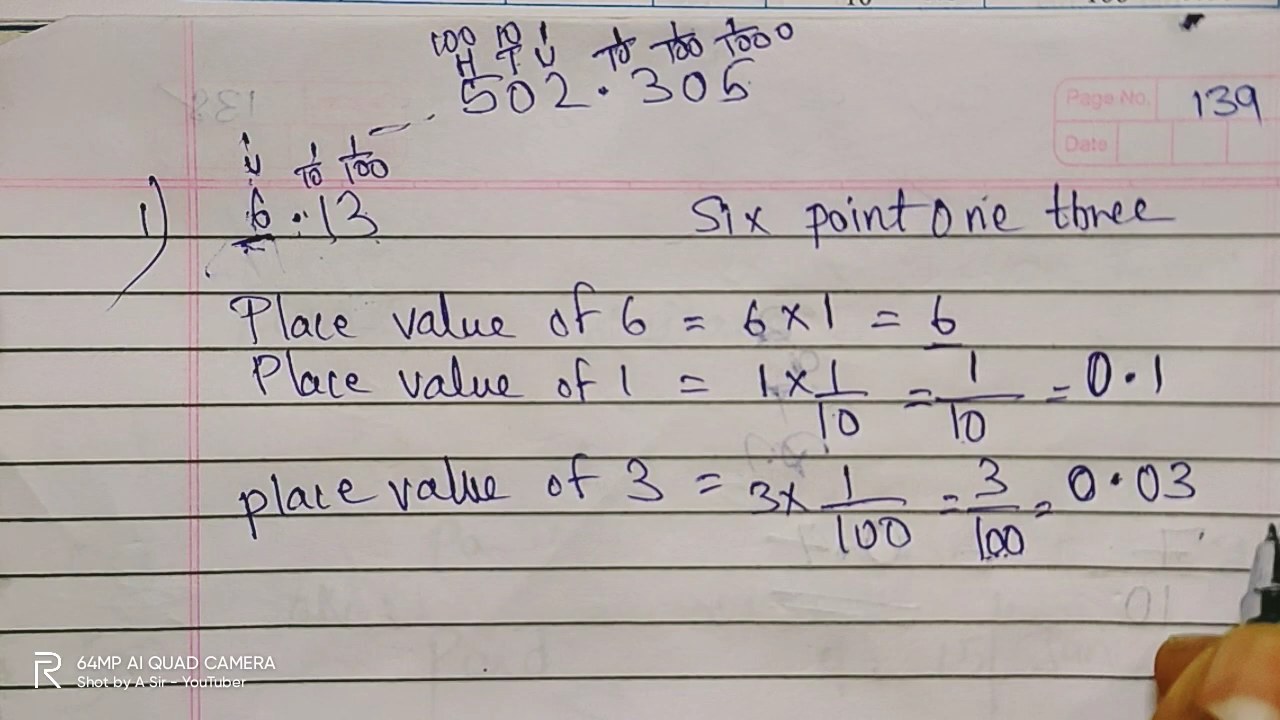 100 10 1 1/10 1/100 1/1000
H T U
502.305
Page No. 139
Date
1 1/10 1/100
U
1) 6.13 Six point one three
Place value of 6 = 6 × 1 = 6
Place value of 1 = 1 × 1/10 = 1/10 = 0.1
place value of 3 = 3 × 1/100 = 3/100 = 0.03
64MP AI QUAD CAMERA
Shot by A Sir - YouTuber